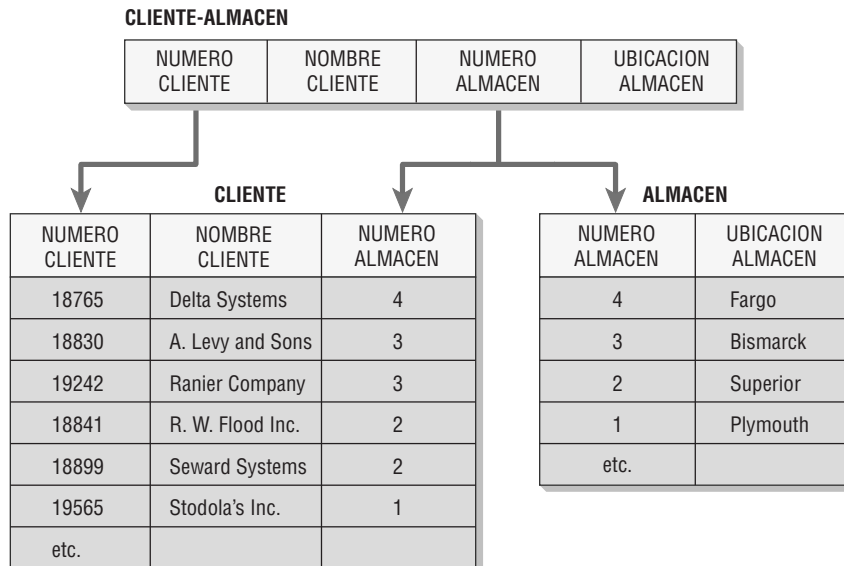 CLIENTE-ALMACEN
NUMERO CLIENTE NOMBRE CLIENTE NUMERO ALMACEN UBICACION ALMACEN
CLIENTE
NUMERO CLIENTE NOMBRE CLIENTE NUMERO ALMACEN
18765 Delta Systems 4
18830 A. Levy and Sons 3
19242 Ranier Company 3
18841 R. W. Flood Inc. 2
18899 Seward Systems 2
19565 Stodola's Inc. 1
etc.
ALMACEN
NUMERO ALMACEN UBICACION ALMACEN
4 Fargo
3 Bismarck
2 Superior
1 Plymouth
etc.